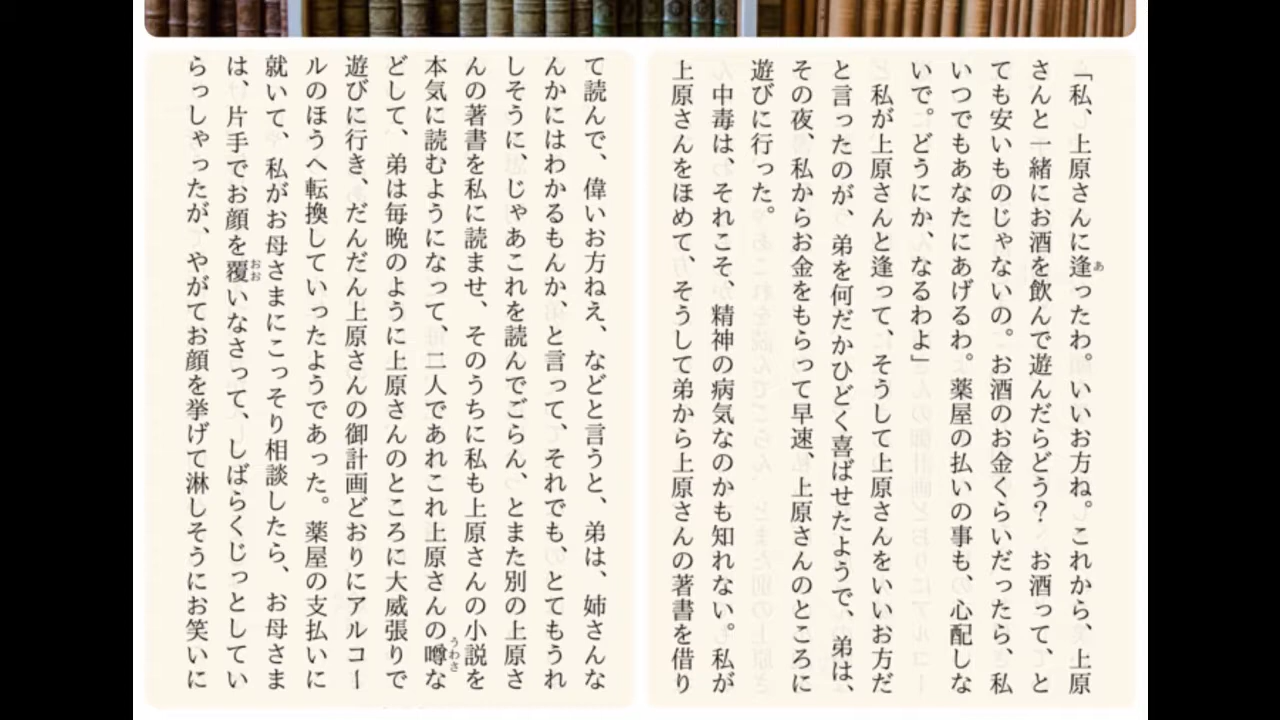 「私、上原さんに逢ったわ。いいお方ね。これから、上原
さんと一緒にお酒を飲んで遊んだらどう？　お酒って、と
ても安いものじゃないの。お酒のお金くらいだったら、私
いつでもあなたにあげるわ。薬屋の払いの事も、心配しな
いで。どうにか、なるわよ」
　私が上原さんと逢って、そうして上原さんをいいお方だ
と言ったのが、弟を何だかひどく喜ばせたようで、弟は、
その夜、私からお金をもらって早速、上原さんのところに
遊びに行った。
　中毒は、それこそ、精神の病気なのかも知れない。私が
上原さんをほめて、そうして弟から上原さんの著書を借り
て読んで、偉いお方ねえ、などと言うと、弟は、姉さんな
んかにはわかるもんか、と言って、それでも、とてもうれ
しそうに、じゃあこれを読んでごらん、とまた別の上原さ
んの著書を私に読ませ、そのうちに私も上原さんの小説を
本気に読むようになって、二人であれこれ上原さんの噂な
どして、弟は毎晩のように上原さんのところに大威張りで
遊びに行き、だんだん上原さんの御計画どおりにアルコー
ルのほうへ転換していったようであった。薬屋の支払いに
就いて、私がお母さまにこっそり相談したら、お母さま
は、片手でお顔を覆いなさって、しばらくじっとしてい
らっしゃったが、やがてお顔を挙げて淋しそうにお笑いに